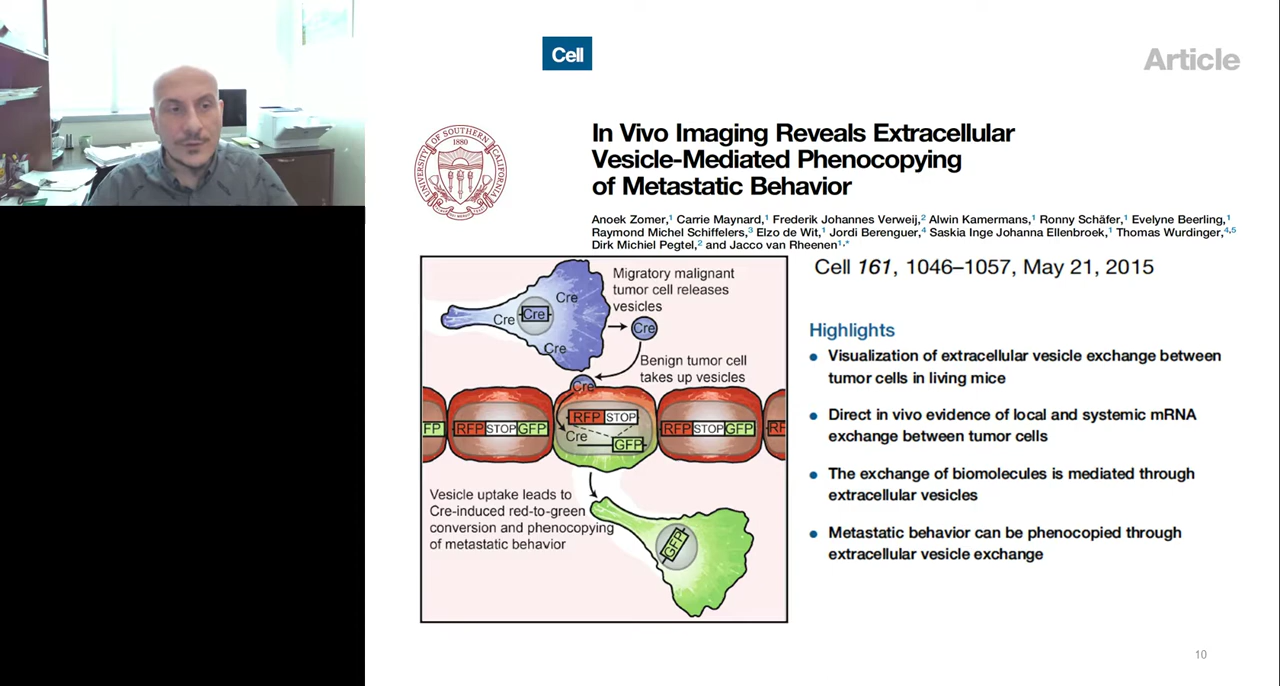 Cell
Article
UNIVERSITY OF SOUTHERN CALIFORNIA
1880
In Vivo Imaging Reveals Extracellular
Vesicle-Mediated Phenocopying
of Metastatic Behavior
Anoek Zomer,1 Carrie Maynard,1 Frederik Johannes Verweij,2 Alwin Kamermans,1 Ronny Schäfer,1 Evelyne Beerling,1
Raymond Michel Schiffelers,3 Elzo de Wit,1 Jordi Berenguer,4 Saskia Inge Johanna Ellenbroek,1 Thomas Wurdinger,4,5
Dirk Michiel Pegtel,2 and Jacco van Rheenen1,*
Cell 161, 1046–1057, May 21, 2015
Migratory malignant
tumor cell releases
vesicles
Cre
Cre
Cre
Cre
Cre
Benign tumor cell
takes up vesicles
Cre
RFP STOP
FP
RFP STOP GFP
Cre
GFP
RFP STOP GFP
RF
Vesicle uptake leads to
Cre-induced red-to-green
conversion and phenocopying
of metastatic behavior
GFP
Highlights
● Visualization of extracellular vesicle exchange between
tumor cells in living mice
● Direct in vivo evidence of local and systemic mRNA
exchange between tumor cells
● The exchange of biomolecules is mediated through
extracellular vesicles
● Metastatic behavior can be phenocopied through
extracellular vesicle exchange
10